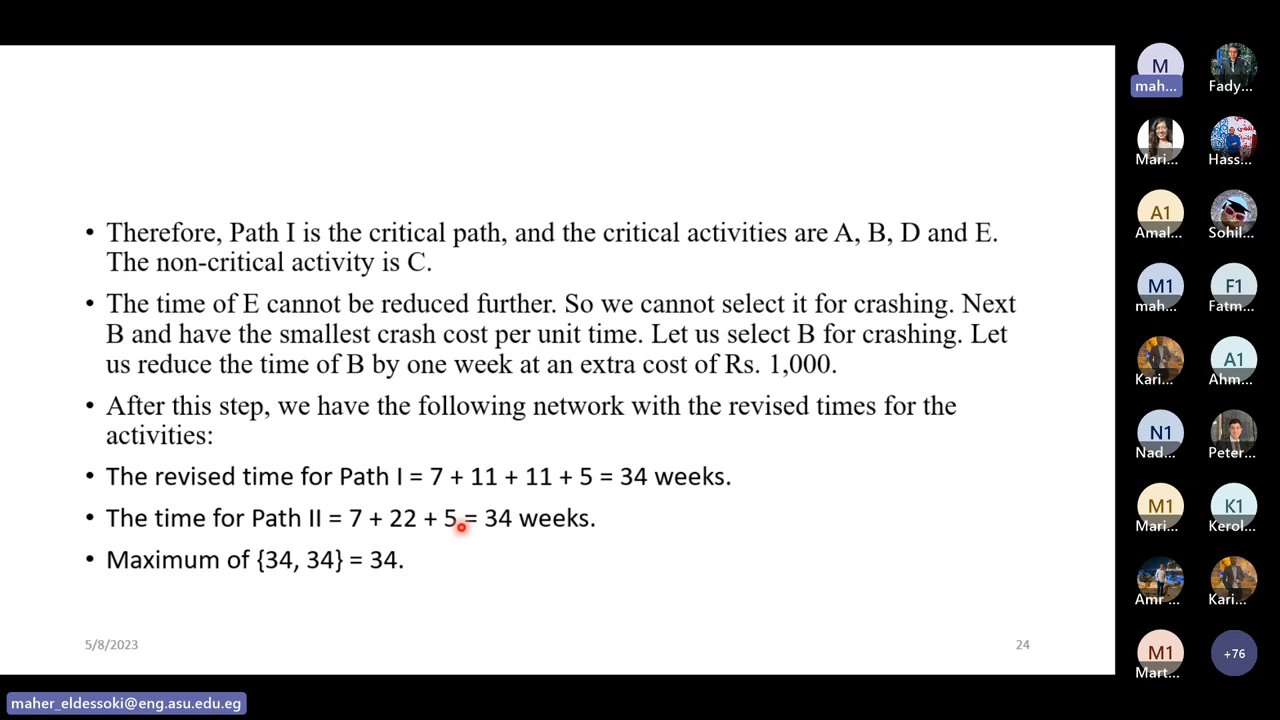 • Therefore, Path I is the critical path, and the critical activities are A, B, D and E.
The non-critical activity is C.
• The time of E cannot be reduced further. So we cannot select it for crashing. Next
B and have the smallest crash cost per unit time. Let us select B for crashing. Let
us reduce the time of B by one week at an extra cost of Rs. 1,000.
• After this step, we have the following network with the revised times for the
activities:
• The revised time for Path I = 7 + 11 + 11 + 5 = 34 weeks.
• The time for Path II = 7 + 22 + 5 = 34 weeks.
• Maximum of {34, 34} = 34.
5/8/2023
24
M
mah...
Fady...
Mari...
Hass...
A1
Amal...
Sohil...
M1
mah...
F1
Fatm...
Kari...
A1
Ahm...
N1
Nad...
Peter...
M1
Mari...
K1
Kerol...
Amr ...
Kari...
M1
Mart...
+76
maher_eldessoki@eng.asu.edu.eg